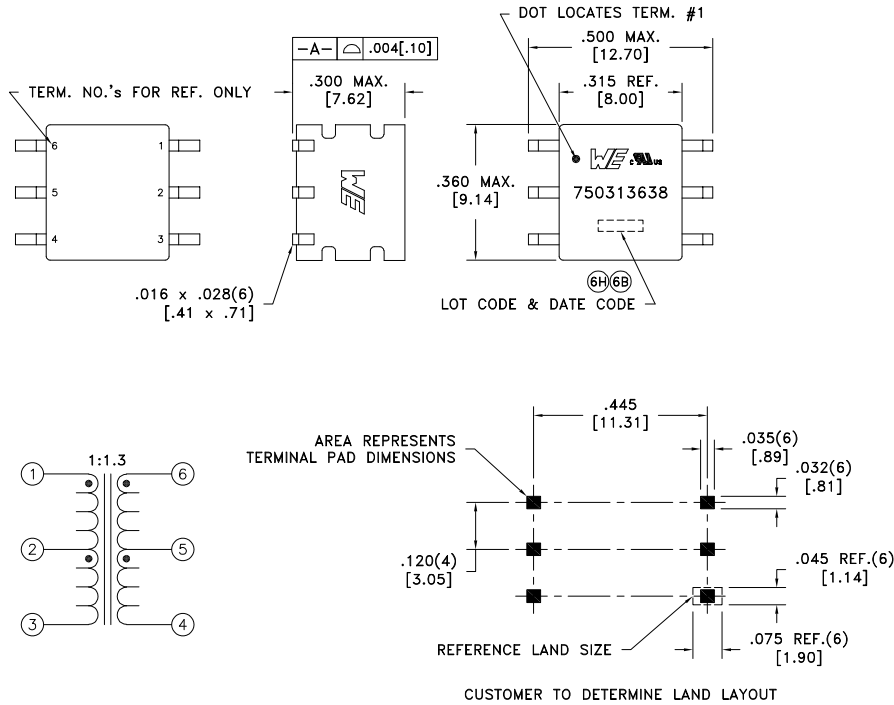 DOT LOCATES TERM. #1
-A- ⌓ .004[.10]
.500 MAX.
[12.70]
.300 MAX.
[7.62]
.315 REF.
[8.00]
TERM. NO.'s FOR REF. ONLY
6 1
5 2
4 3
WE
.360 MAX.
[9.14]
WE c UR US
750313638
6H 6B
.016 x .028(6)
[.41 x .71]
LOT CODE & DATE CODE
1:1.3
1 6
2 5
3 4
.445
[11.31]
AREA REPRESENTS
TERMINAL PAD DIMENSIONS
.035(6)
[.89]
.032(6)
[.81]
.120(4)
[3.05]
.045 REF.(6)
[1.14]
REFERENCE LAND SIZE
.075 REF.(6)
[1.90]
CUSTOMER TO DETERMINE LAND LAYOUT